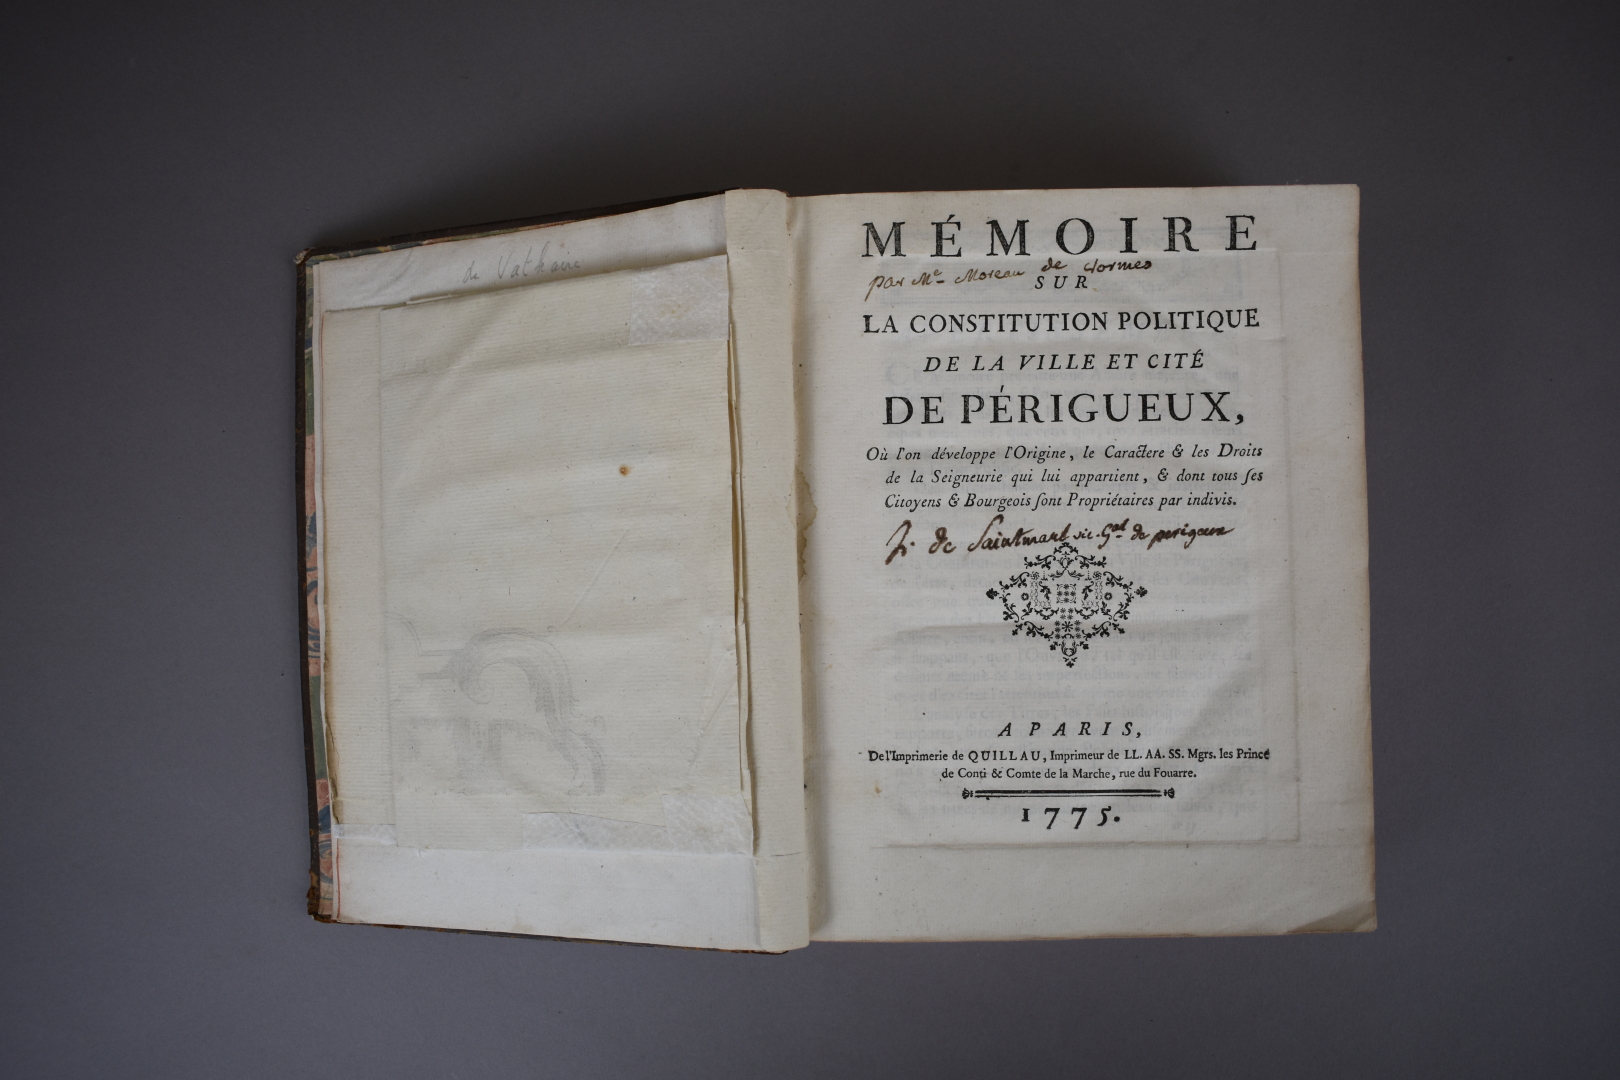 de Vathaire
MÉMOIRE
par Me Moreau de vormes
SUR
LA CONSTITUTION POLITIQUE
DE LA VILLE ET CITÉ
DE PÉRIGUEUX,
Où l'on développe l'Origine, le Caractere & les Droits
de la Seigneurie qui lui appartient, & dont tous ſes
Citoyens & Bourgeois ſont Propriétaires par indivis.
de Saintmart vic. Gal de perigeux
A PARIS,
De l'Imprimerie de QUILLAU, Imprimeur de LL. AA. SS. Mgrs. les Prince
de Conti & Comte de la Marche, rue du Fouarre.
1775.